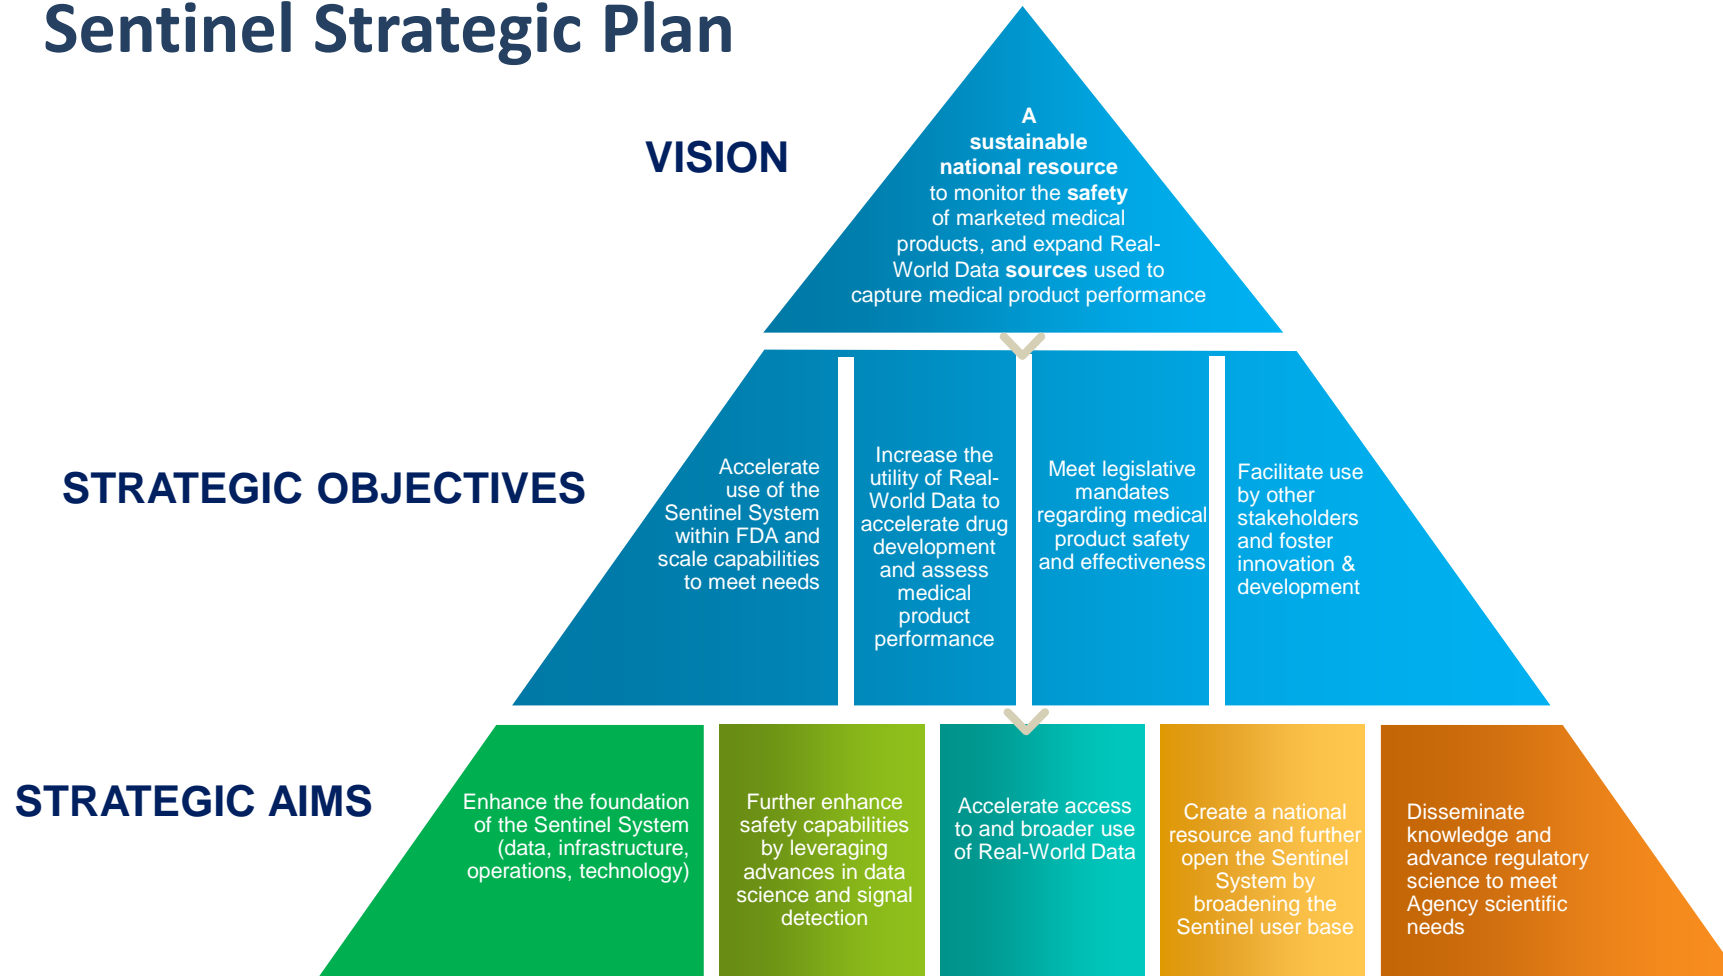 Sentinel Strategic Plan
VISION
A
sustainable
national resource
to monitor the safety
of marketed medical
products, and expand Real-
World Data sources used to
capture medical product performance
STRATEGIC OBJECTIVES
Accelerate
use of the
Sentinel System
within FDA and
scale capabilities
to meet needs
Increase the
utility of Real-
World Data to
accelerate drug
development
and assess
medical
product
performance
Meet legislative
mandates
regarding medical
product safety
and effectiveness
Facilitate use
by other
stakeholders
and foster
innovation &
development
STRATEGIC AIMS
Enhance the foundation
of the Sentinel System
(data, infrastructure,
operations, technology)
Further enhance
safety capabilities
by leveraging
advances in data
science and signal
detection
Accelerate access
to and broader use
of Real-World Data
Create a national
resource and further
open the Sentinel
System by
broadening the
Sentinel user base
Disseminate
knowledge and
advance regulatory
science to meet
Agency scientific
needs